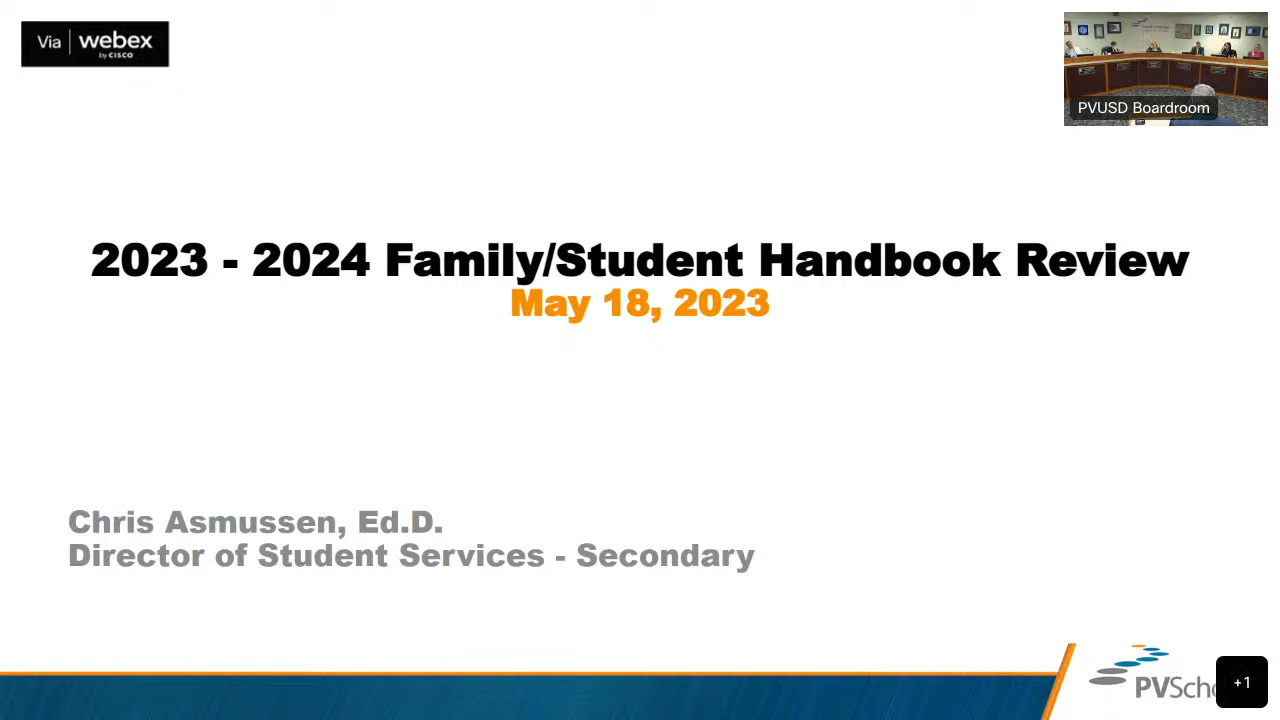 Via | webex
by CISCO
PVUSD Boardroom
2023 - 2024 Family/Student Handbook Review
May 18, 2023
Chris Asmussen, Ed.D.
Director of Student Services - Secondary
PVScho
+1